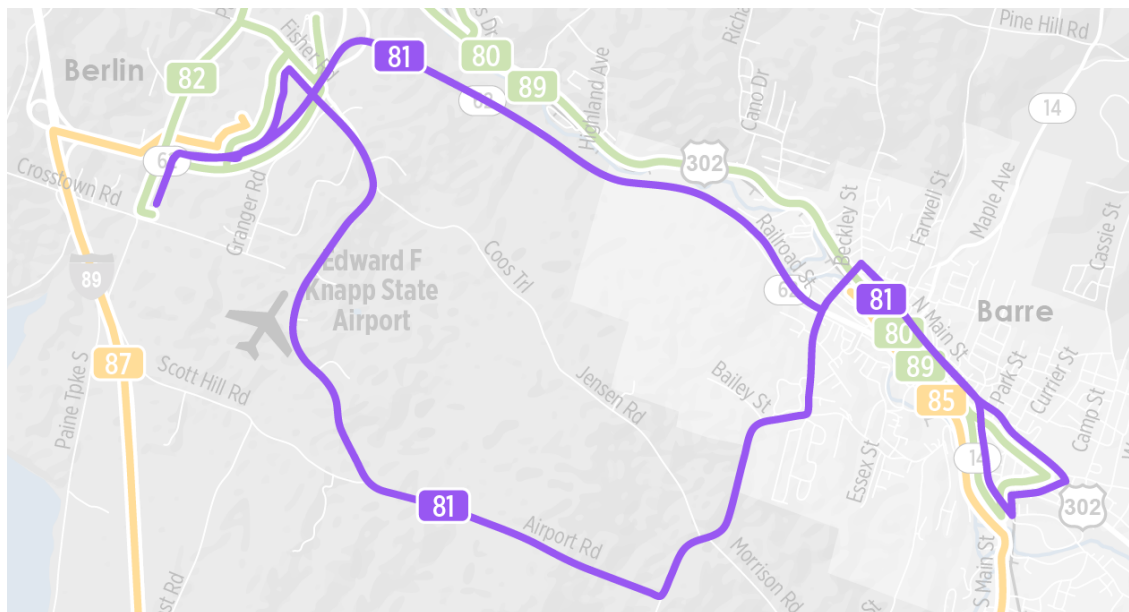 Berlin
82
Fisher
81
80
89
62
Highland Ave
Cano Dr
Pine Hill Rd
14
302
62
Crosstown Rd
Granger Rd
89
Edward F
Knapp State
Airport
Coos Trl
Railroad St
Beckley St
Farwell St
Maple Ave
Cassie St
81
N Main St
Barre
80
89
85
87
Paine Tpke S
Scott Hill Rd
Jensen Rd
Bailey St
Park St
Currier St
Camp St
Essex St
14
302
81
Airport Rd
Morrison Rd
S Main St